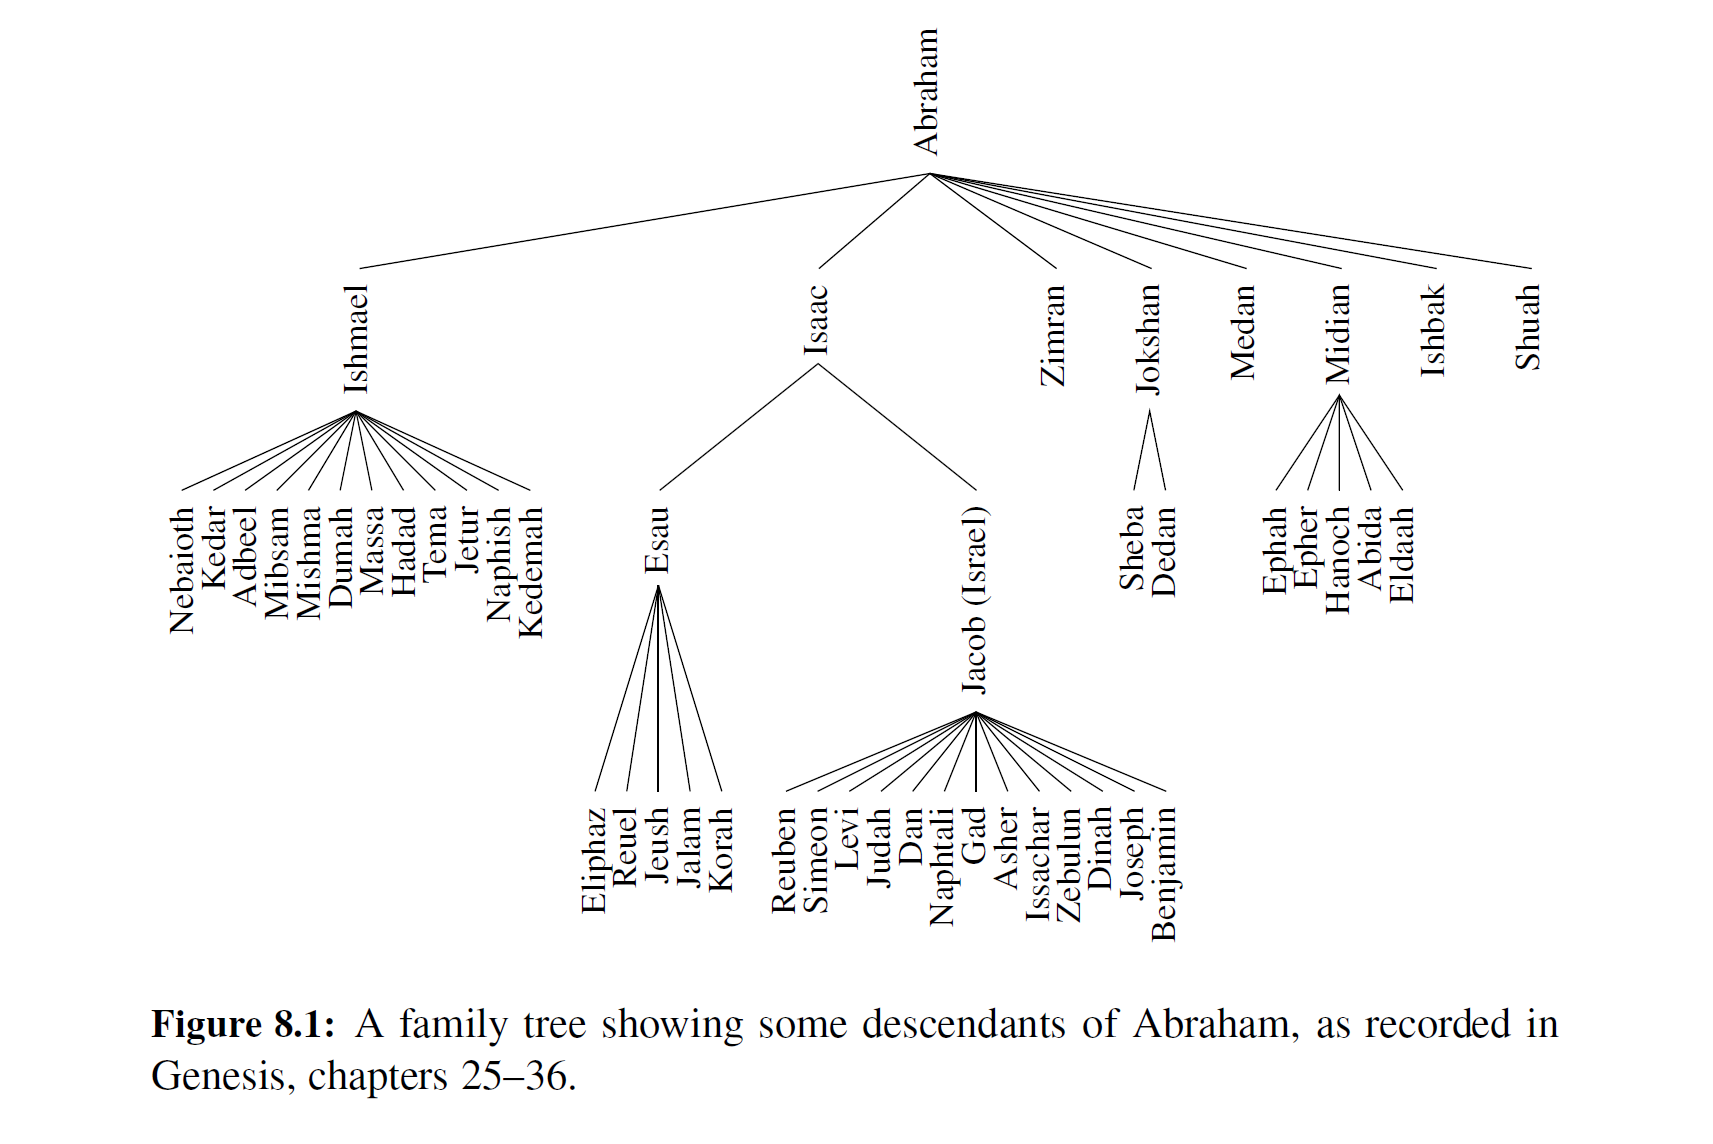 Abraham
Ishmael
Isaac
Zimran
Jokshan
Medan
Midian
Ishbak
Shuah
Nebaioth
Kedar
Adbeel
Mibsam
Mishma
Dumah
Massa
Hadad
Tema
Jetur
Naphish
Kedemah
Esau
Jacob (Israel)
Sheba
Dedan
Ephah
Epher
Hanoch
Abida
Eldaah
Eliphaz
Reuel
Jeush
Jalam
Korah
Reuben
Simeon
Levi
Judah
Dan
Naphtali
Gad
Asher
Issachar
Zebulun
Dinah
Joseph
Benjamin
Figure 8.1: A family tree showing some descendants of Abraham, as recorded in
Genesis, chapters 25–36.